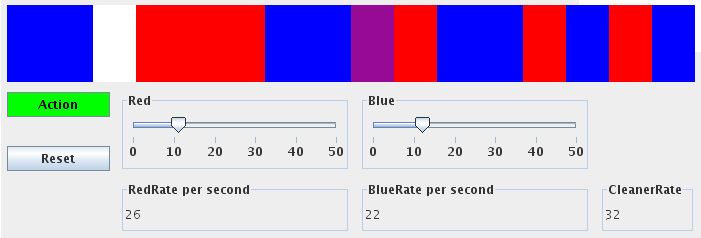 Action
Red
Blue
0 10 20 30 40 50
0 10 20 30 40 50
Reset
RedRate per second
BlueRate per second
CleanerRate
26
22
32